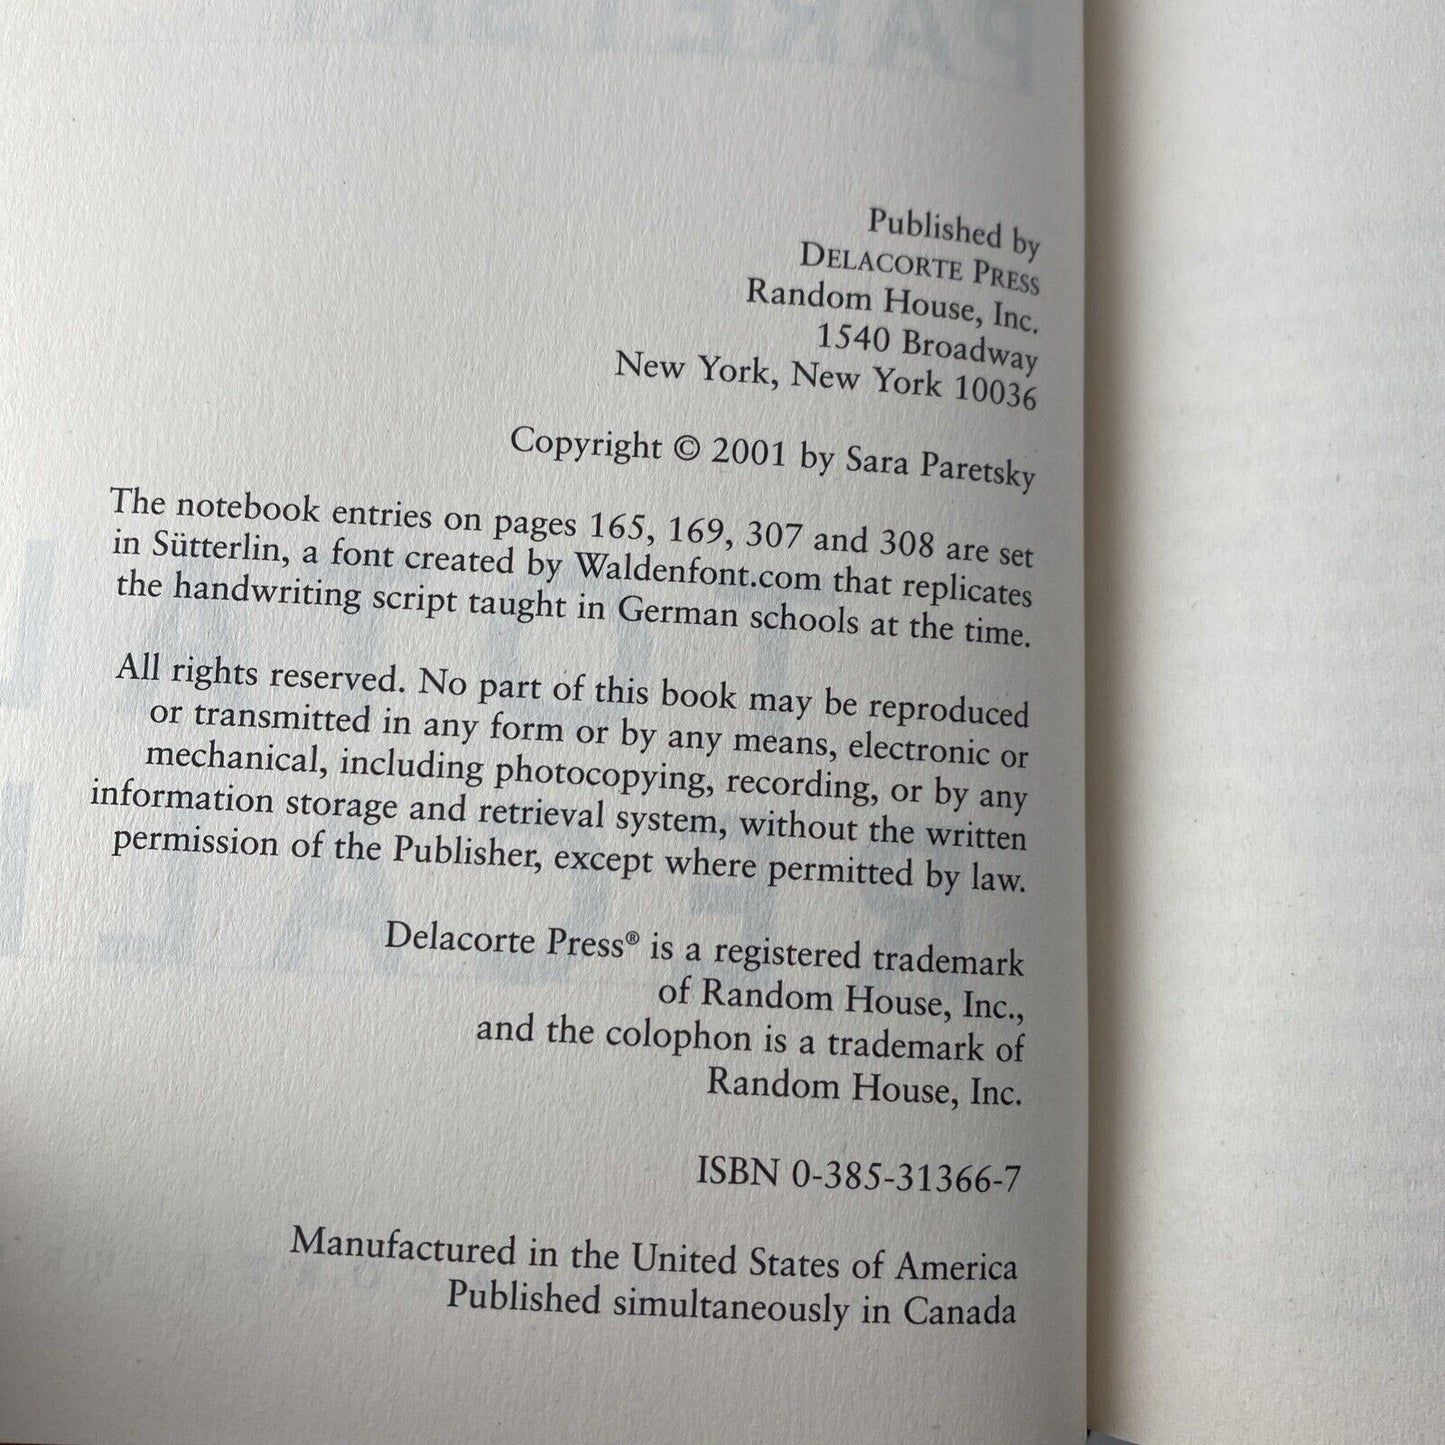 Published by
DELACORTE PRESS
Random House, Inc.
1540 Broadway
New York, New York 10036
Copyright © 2001 by Sara Paretsky
The notebook entries on pages 165, 169, 307 and 308 are set
in Sütterlin, a font created by Waldenfont.com that replicates
the handwriting script taught in German schools at the time.
All rights reserved. No part of this book may be reproduced
or transmitted in any form or by any means, electronic or
mechanical, including photocopying, recording, or by any
information storage and retrieval system, without the written
permission of the Publisher, except where permitted by law.
Delacorte Press® is a registered trademark
of Random House, Inc.,
and the colophon is a trademark of
Random House, Inc.
ISBN 0-385-31366-7
Manufactured in the United States of America
Published simultaneously in Canada